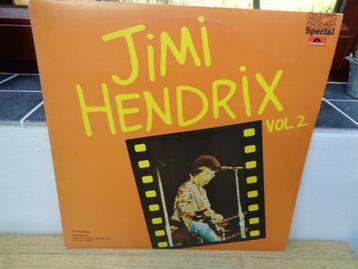 Special
JiMi
HENDRIX
VOL 2